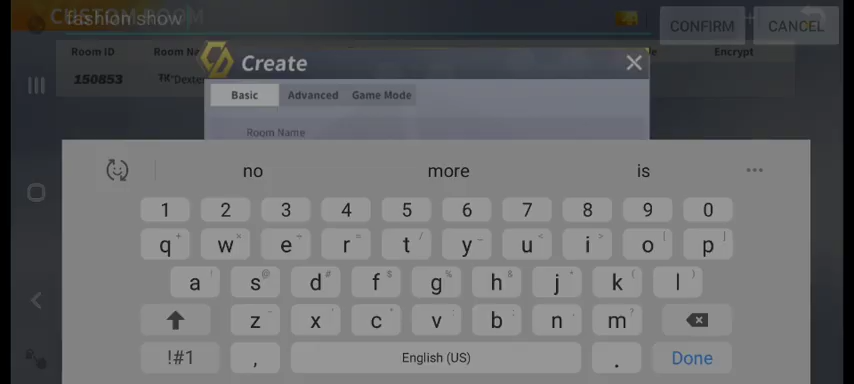 CUSTOM ROOM
fashion show
CONFIRM
CANCEL
Room ID
Encrypt
150853
Create
Basic
Advanced
Game Mode
Room Name
no
more
is
1 2 3 4 5 6 7 8 9 0
q w e r t y u i o p
a s d f g h j k l
z x c v b n m
!#1
,
English (US)
.
Done